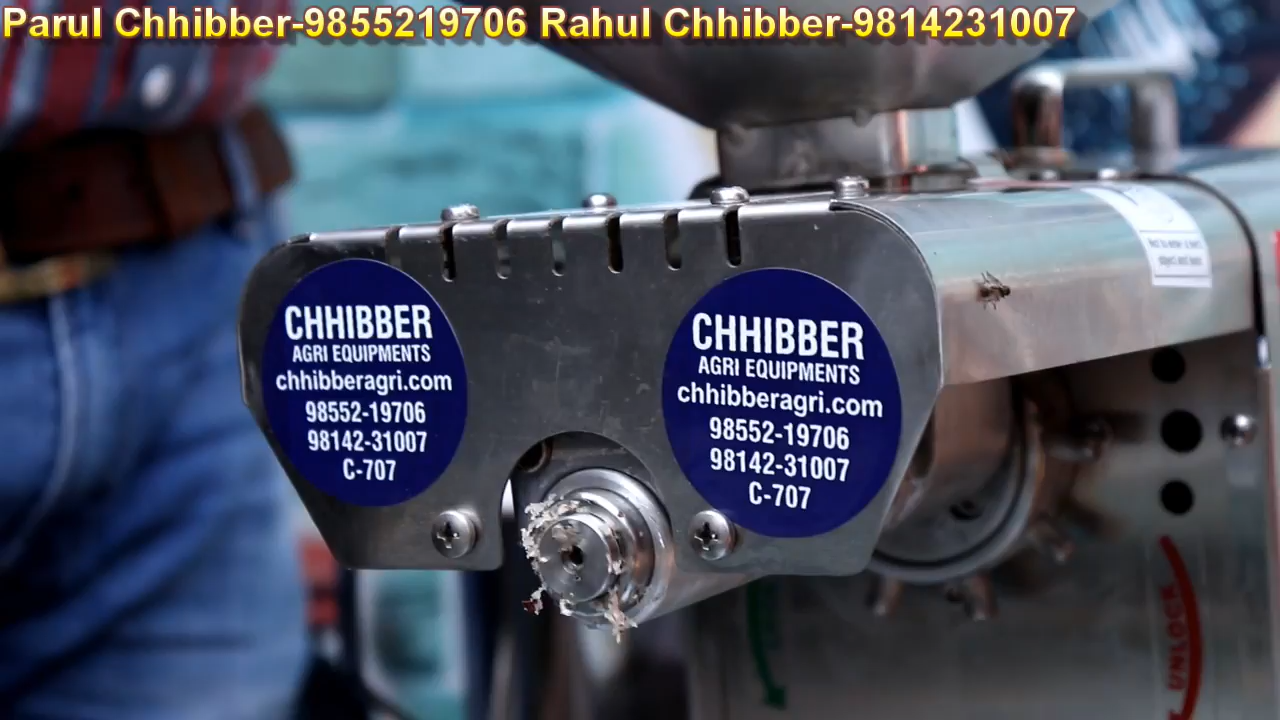 Parul Chhibber-9855219706 Rahul Chhibber-9814231007
CHHIBBER
AGRI EQUIPMENTS
chhibberagri.com
98552-19706
98142-31007
C-707
CHHIBBER
AGRI EQUIPMENTS
chhibberagri.com
98552-19706
98142-31007
C-707
UNLOCK